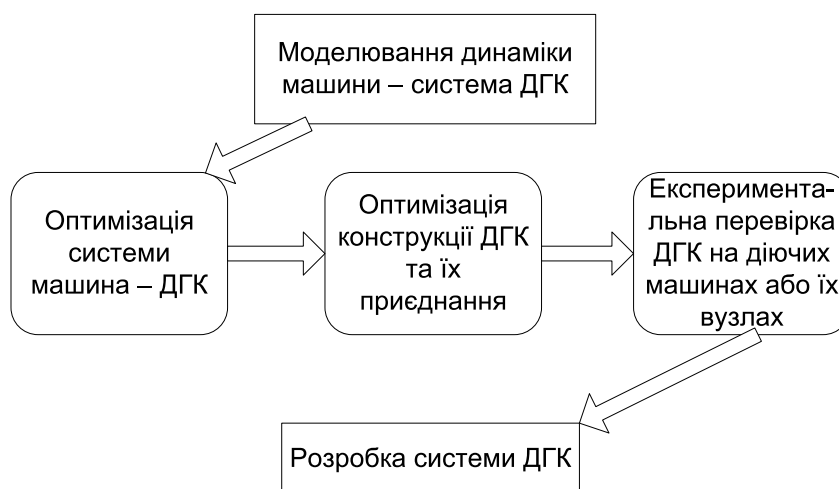 Моделювання динаміки
машини – система ДГК
Оптимізація
системи
машина – ДГК
Оптимізація
конструкції ДГК
та їх
приєднання
Експеримента-
льна перевірка
ДГК на діючих
машинах або їх
вузлах
Розробка системи ДГК